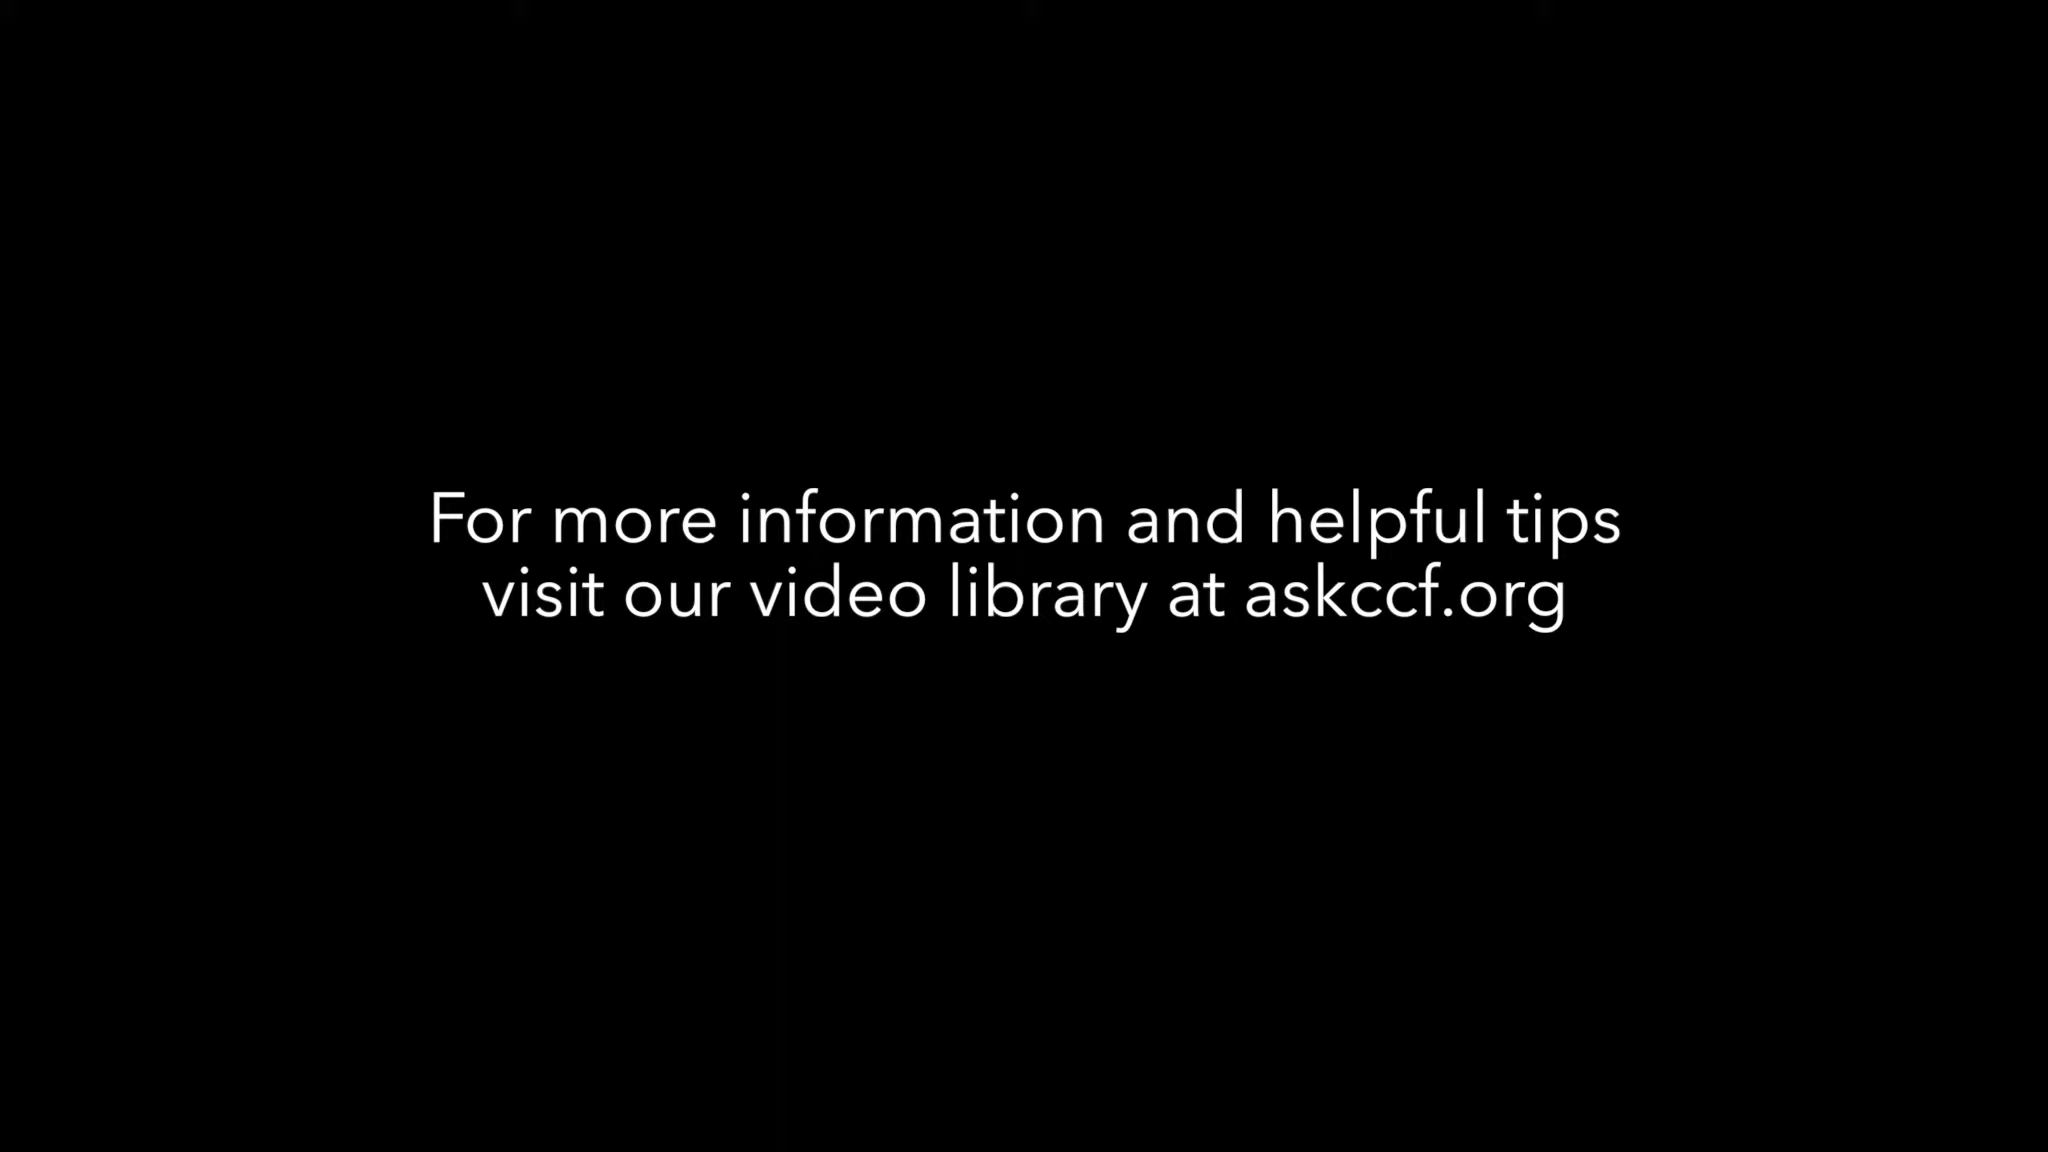 For more information and helpful tips
visit our video library at askccf.org